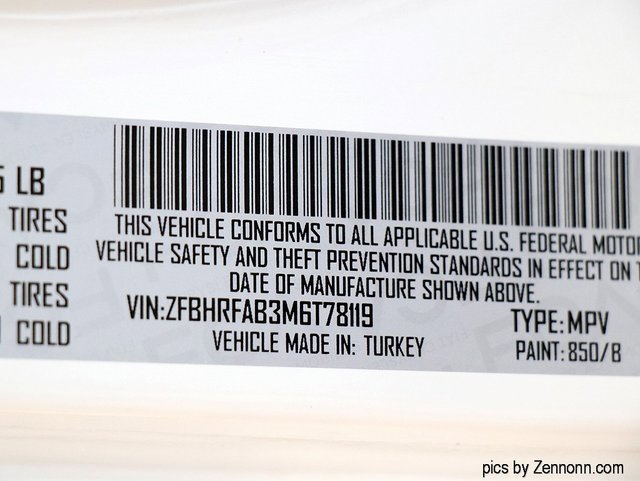 5 LB
TIRES
COLD
TIRES
COLD
THIS VEHICLE CONFORMS TO ALL APPLICABLE U.S. FEDERAL MOTOR
VEHICLE SAFETY AND THEFT PREVENTION STANDARDS IN EFFECT ON T
DATE OF MANUFACTURE SHOWN ABOVE.
VIN:ZFBHRFAB3M6T78119
TYPE:MPV
VEHICLE MADE IN: TURKEY
PAINT:850/B
pics by Zennonn.com